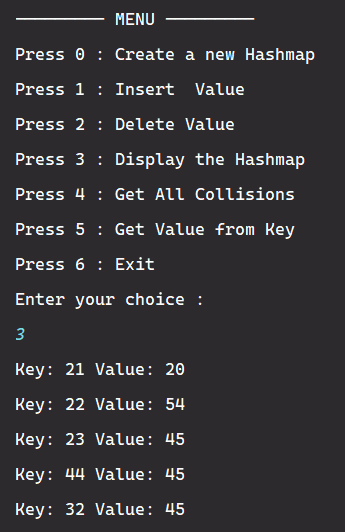 --------- MENU ---------
Press 0 : Create a new Hashmap
Press 1 : Insert  Value
Press 2 : Delete Value
Press 3 : Display the Hashmap
Press 4 : Get All Collisions
Press 5 : Get Value from Key
Press 6 : Exit
Enter your choice :
3
Key: 21 Value: 20
Key: 22 Value: 54
Key: 23 Value: 45
Key: 44 Value: 45
Key: 32 Value: 45